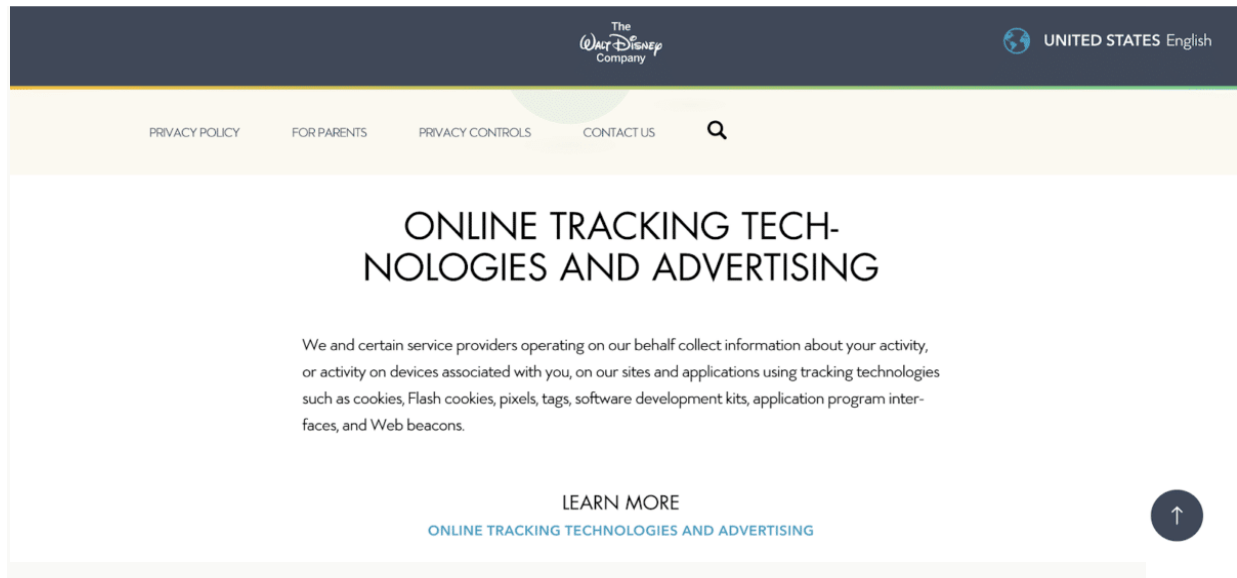 The
WALT DISNEY
Company
UNITED STATES English
PRIVACY POLICY FOR PARENTS PRIVACY CONTROLS CONTACT US
ONLINE TRACKING TECH-
NOLOGIES AND ADVERTISING
We and certain service providers operating on our behalf collect information about your activity,
or activity on devices associated with you, on our sites and applications using tracking technologies
such as cookies, Flash cookies, pixels, tags, software development kits, application program inter-
faces, and Web beacons.
LEARN MORE
ONLINE TRACKING TECHNOLOGIES AND ADVERTISING